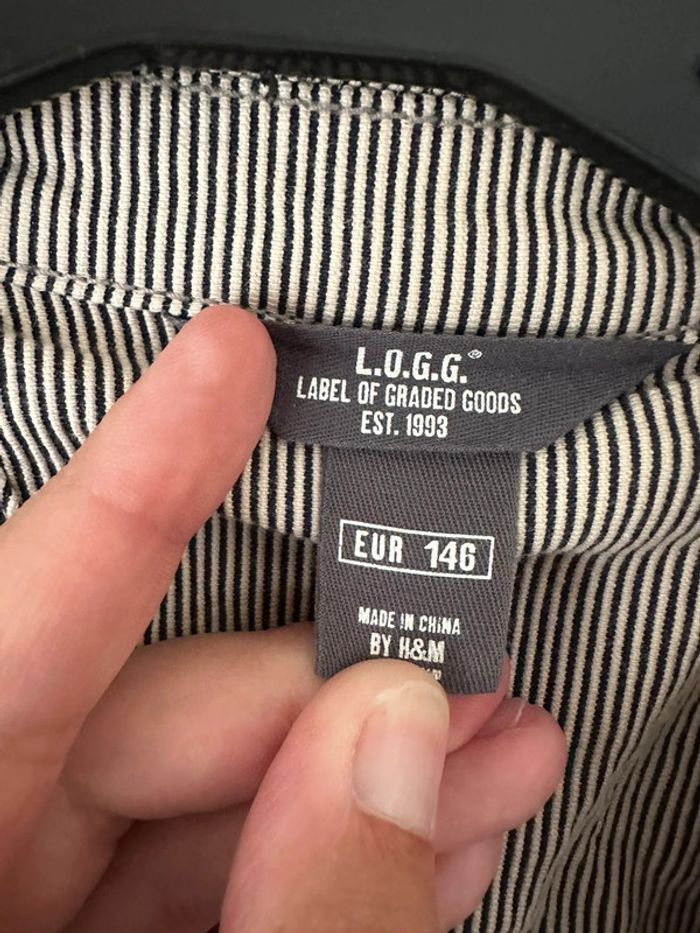 L.O.G.G.®
LABEL OF GRADED GOODS
EST. 1993
EUR 146
MADE IN CHINA
BY H&M